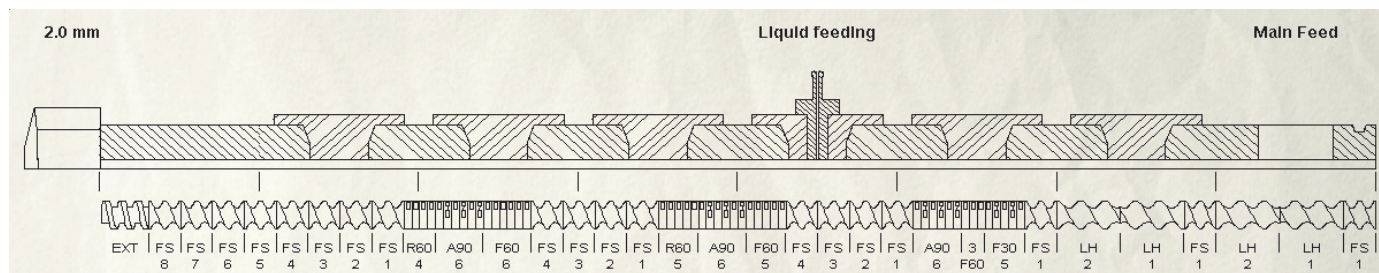 2.0 mm Liquid feeding Main Feed
EXT FS FS FS FS FS FS FS FS R60 A90 F60 FS FS FS FS R60 A90 F60 FS FS FS FS A90 3 F30 FS LH LH FS LH LH FS
8 7 6 5 4 3 2 1 4 6 6 4 3 2 1 5 6 5 4 3 2 1 6 F60 5 1 2 1 1 2 1 1